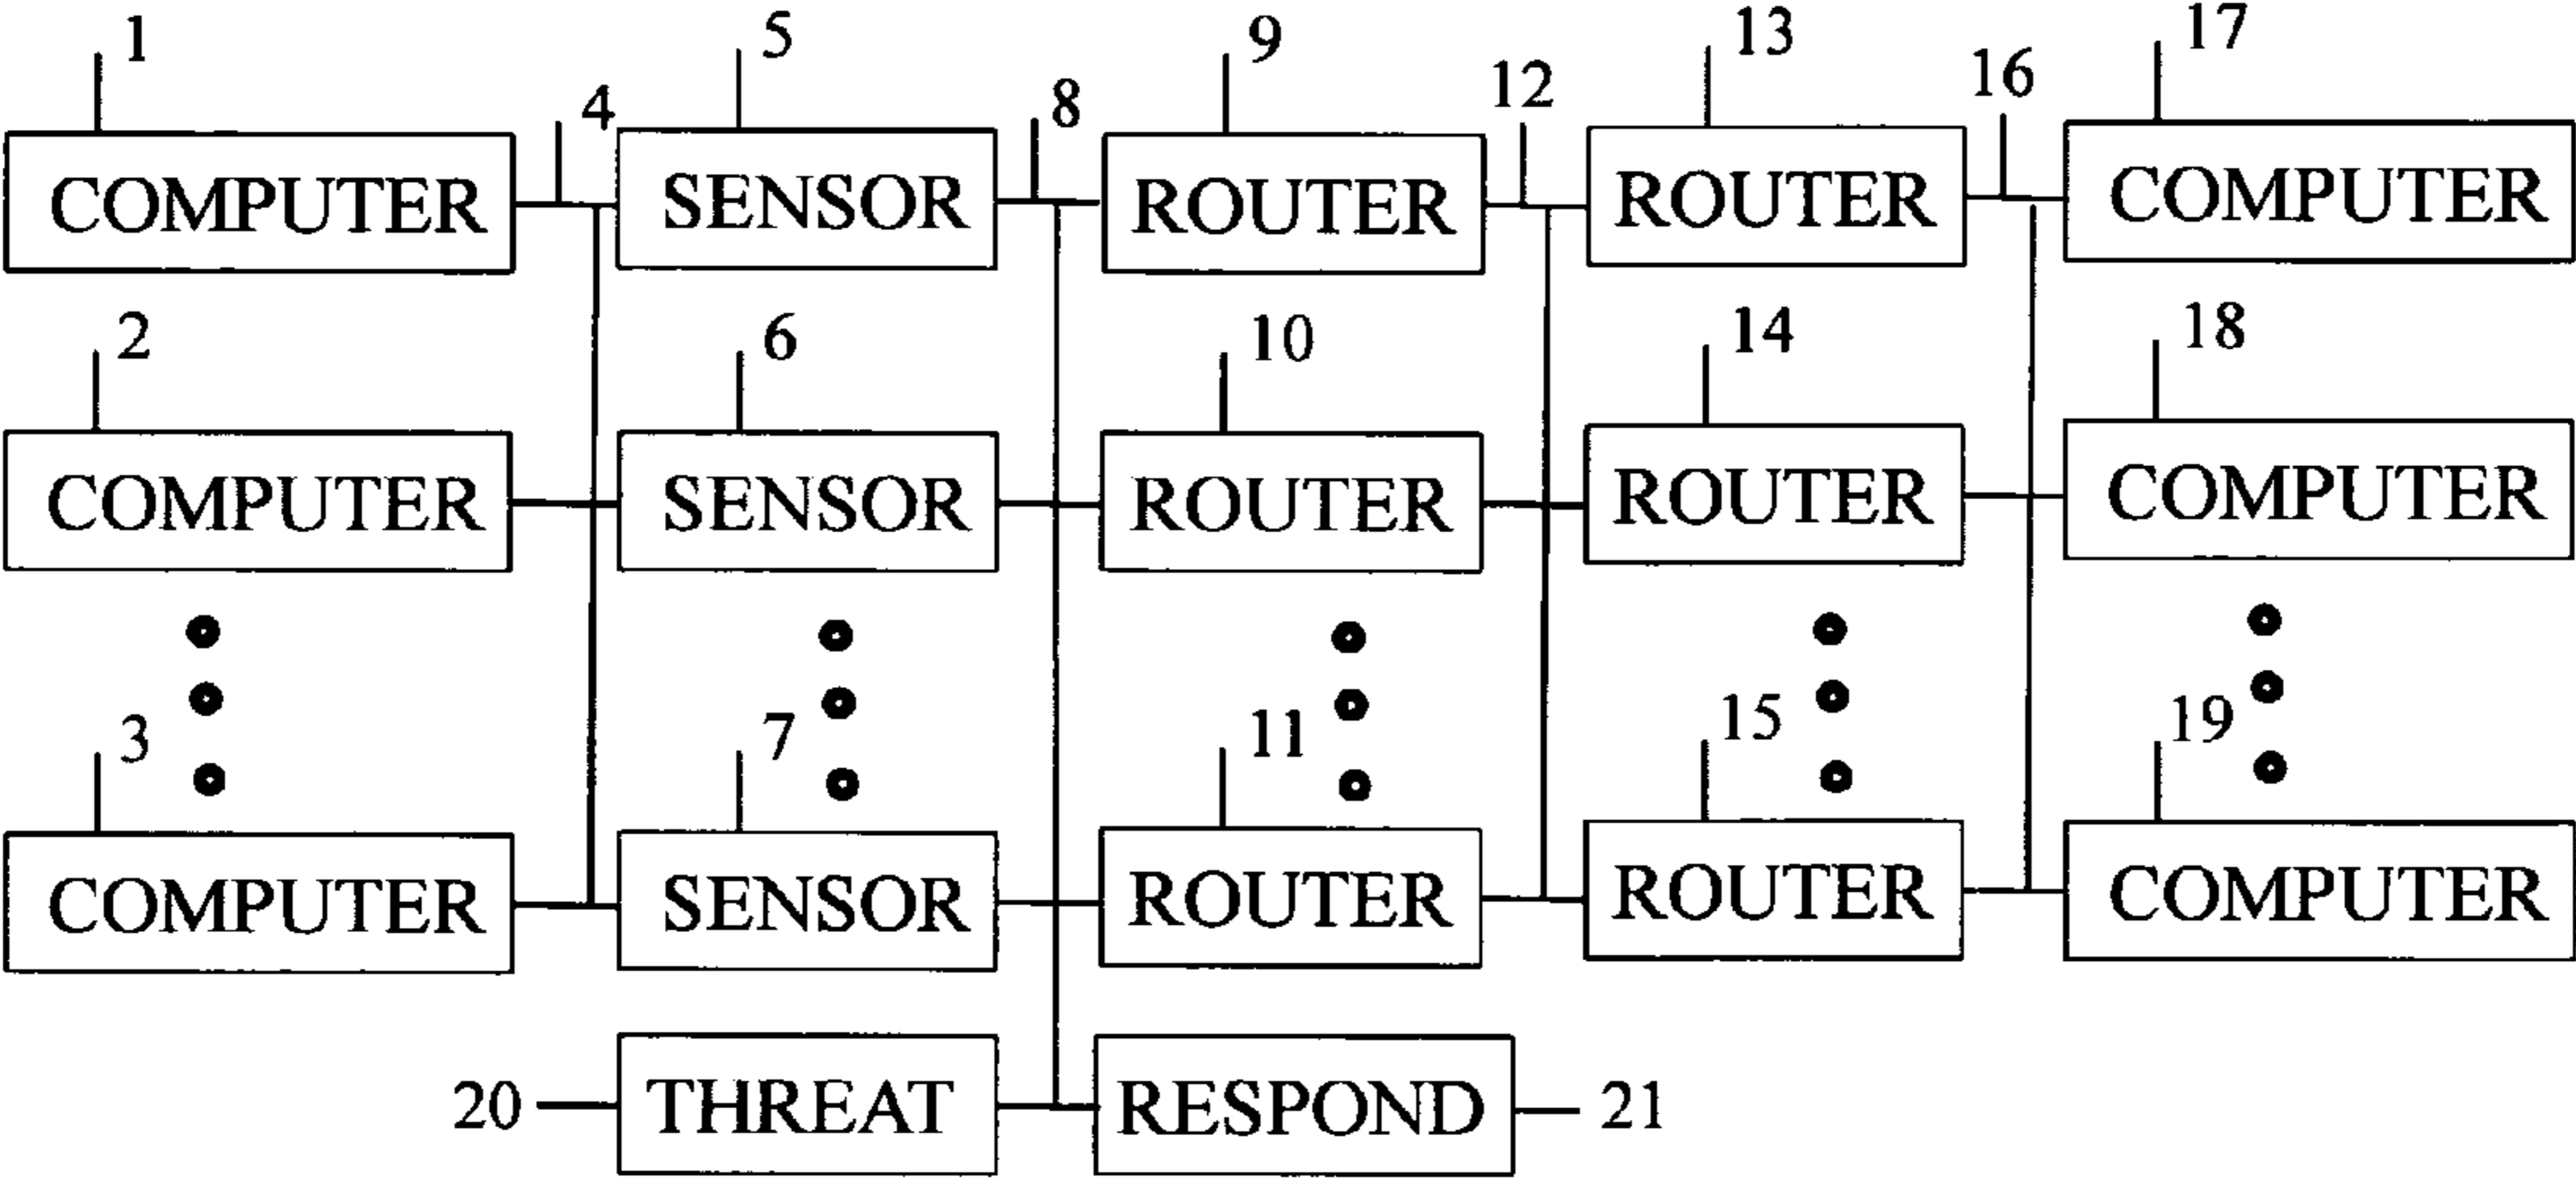 1 5 9 13 17
4 8 12 16
COMPUTER SENSOR ROUTER ROUTER COMPUTER
2 6 10 14 18
COMPUTER SENSOR ROUTER ROUTER COMPUTER
3 7 11 15 19
COMPUTER SENSOR ROUTER ROUTER COMPUTER
20 THREAT RESPOND 21